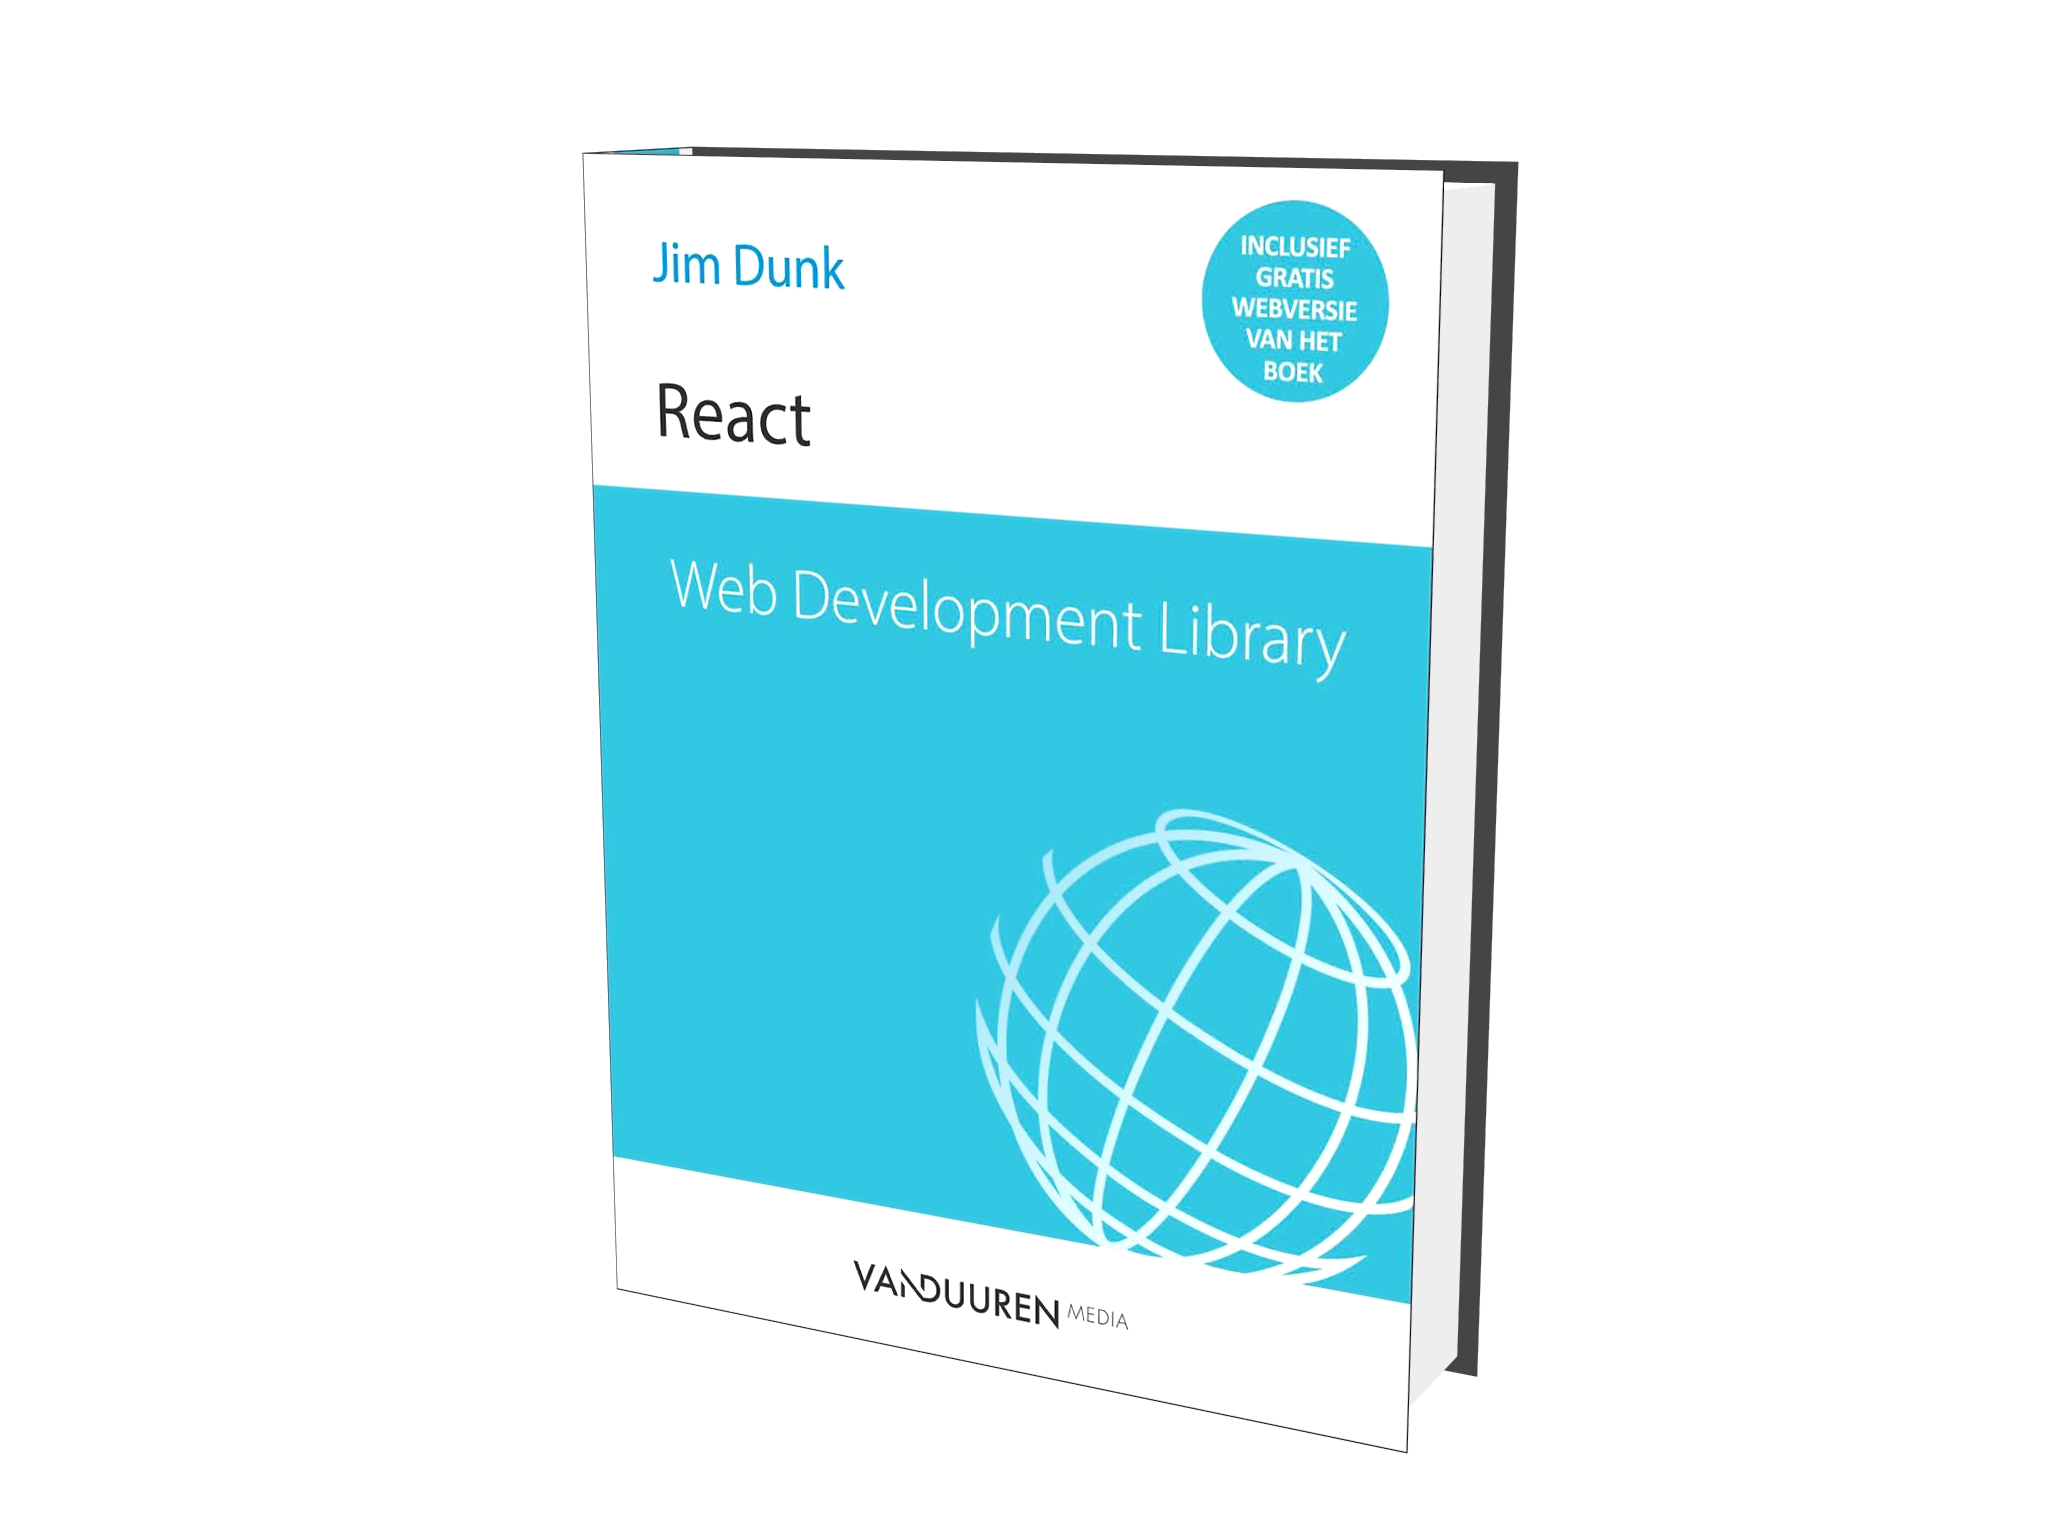 Jim Dunk
INCLUSIEF
GRATIS
WEBVERSIE
VAN HET
BOEK
React
Web Development Library
VANDUUREN MEDIA